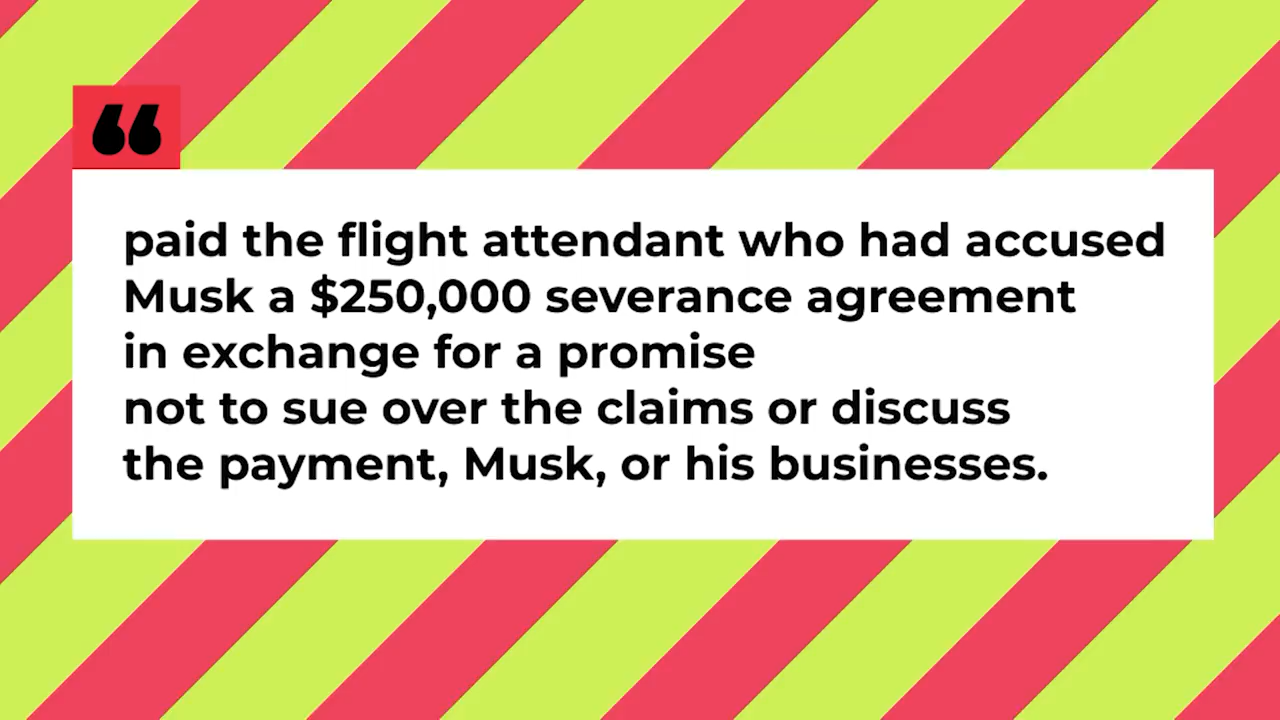 “
paid the flight attendant who had accused
Musk a $250,000 severance agreement
in exchange for a promise
not to sue over the claims or discuss
the payment, Musk, or his businesses.